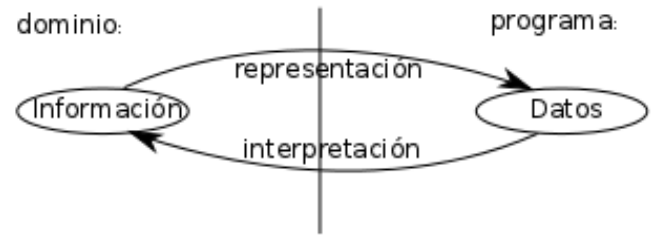 dominio:
programa:
representación
Información
Datos
interpretación